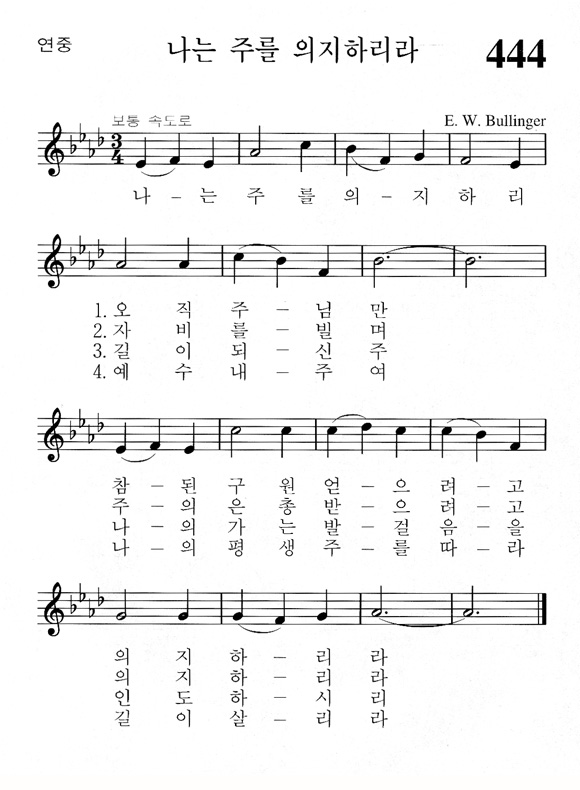 연중
나는 주를 의지하리라
444
보통 속도로
E. W. Bullinger
3
4
나 – 는 주 를 의 – 지 하 리
1. 오 직 주 – 님 만
2. 자 비 를 – 빌 며
3. 길 이 되 – 신 주
4. 예 수 내 – 주 여
참 – 된 구 원 얻 – 으 려 – 고
주 – 의 은 총 받 – 으 려 – 고
나 – 의 가 는 발 – 걸 음 – 을
나 – 의 평 생 주 – 를 따 – 라
의 지 하 – 리 라
의 지 하 – 리 라
인 도 하 – 시 리
길 이 살 – 리 라